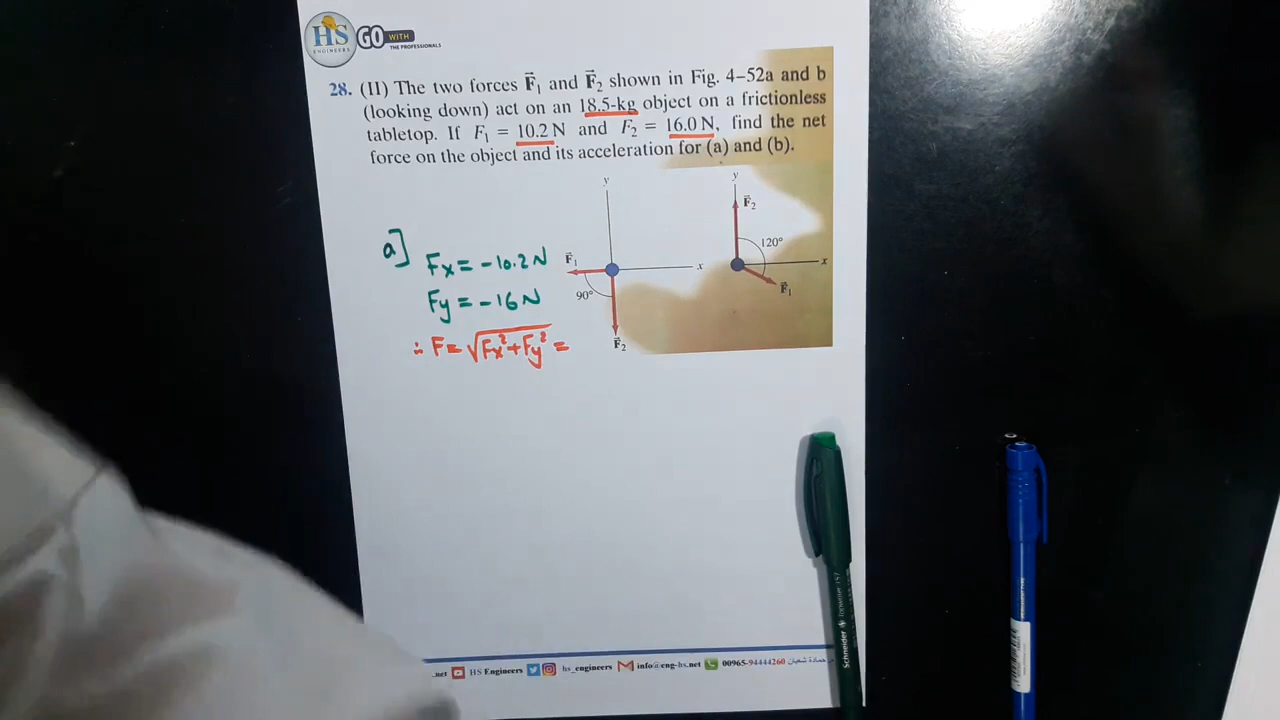 HS
ENGINEERS
GO WITH
THE PROFESSIONALS
28. (II) The two forces F⃗₁ and F⃗₂ shown in Fig. 4–52a and b
(looking down) act on an 18.5-kg object on a frictionless
tabletop. If F₁ = 10.2 N and F₂ = 16.0 N, find the net
force on the object and its acceleration for (a) and (b).
a]
Fx = -10.2 N
Fy = -16 N
∴ F = √Fx² + Fy² =
y
F⃗₁
x
90°
F⃗₂
y
F⃗₂
120°
x
F⃗₁
.net HS Engineers hs_engineers info@eng-hs.net 00965-94444260 حمادة شعبان
Schneider